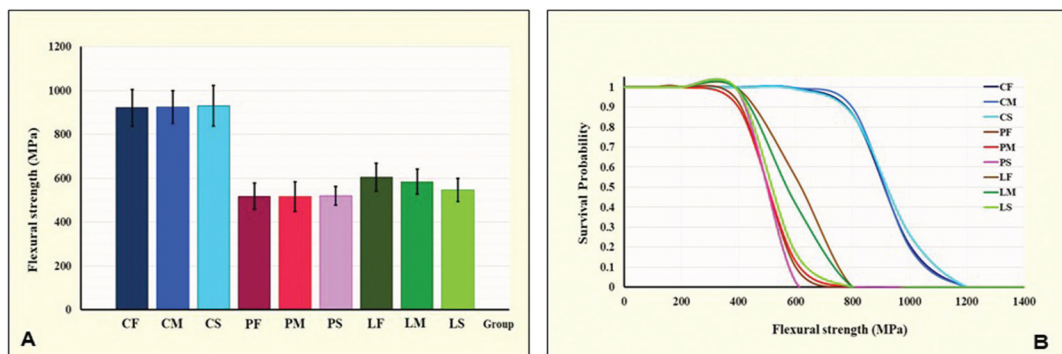 Flexural strength (MPa)
1200
1000
800
600
400
200
0
CF CM CS PF PM PS LF LM LS Group
A
Survival Probability
1
0.9
0.8
0.7
0.6
0.5
0.4
0.3
0.2
0.1
0
0 200 400 600 800 1000 1200 1400
Flexural strength (MPa)
CF
CM
CS
PF
PM
PS
LF
LM
LS
B